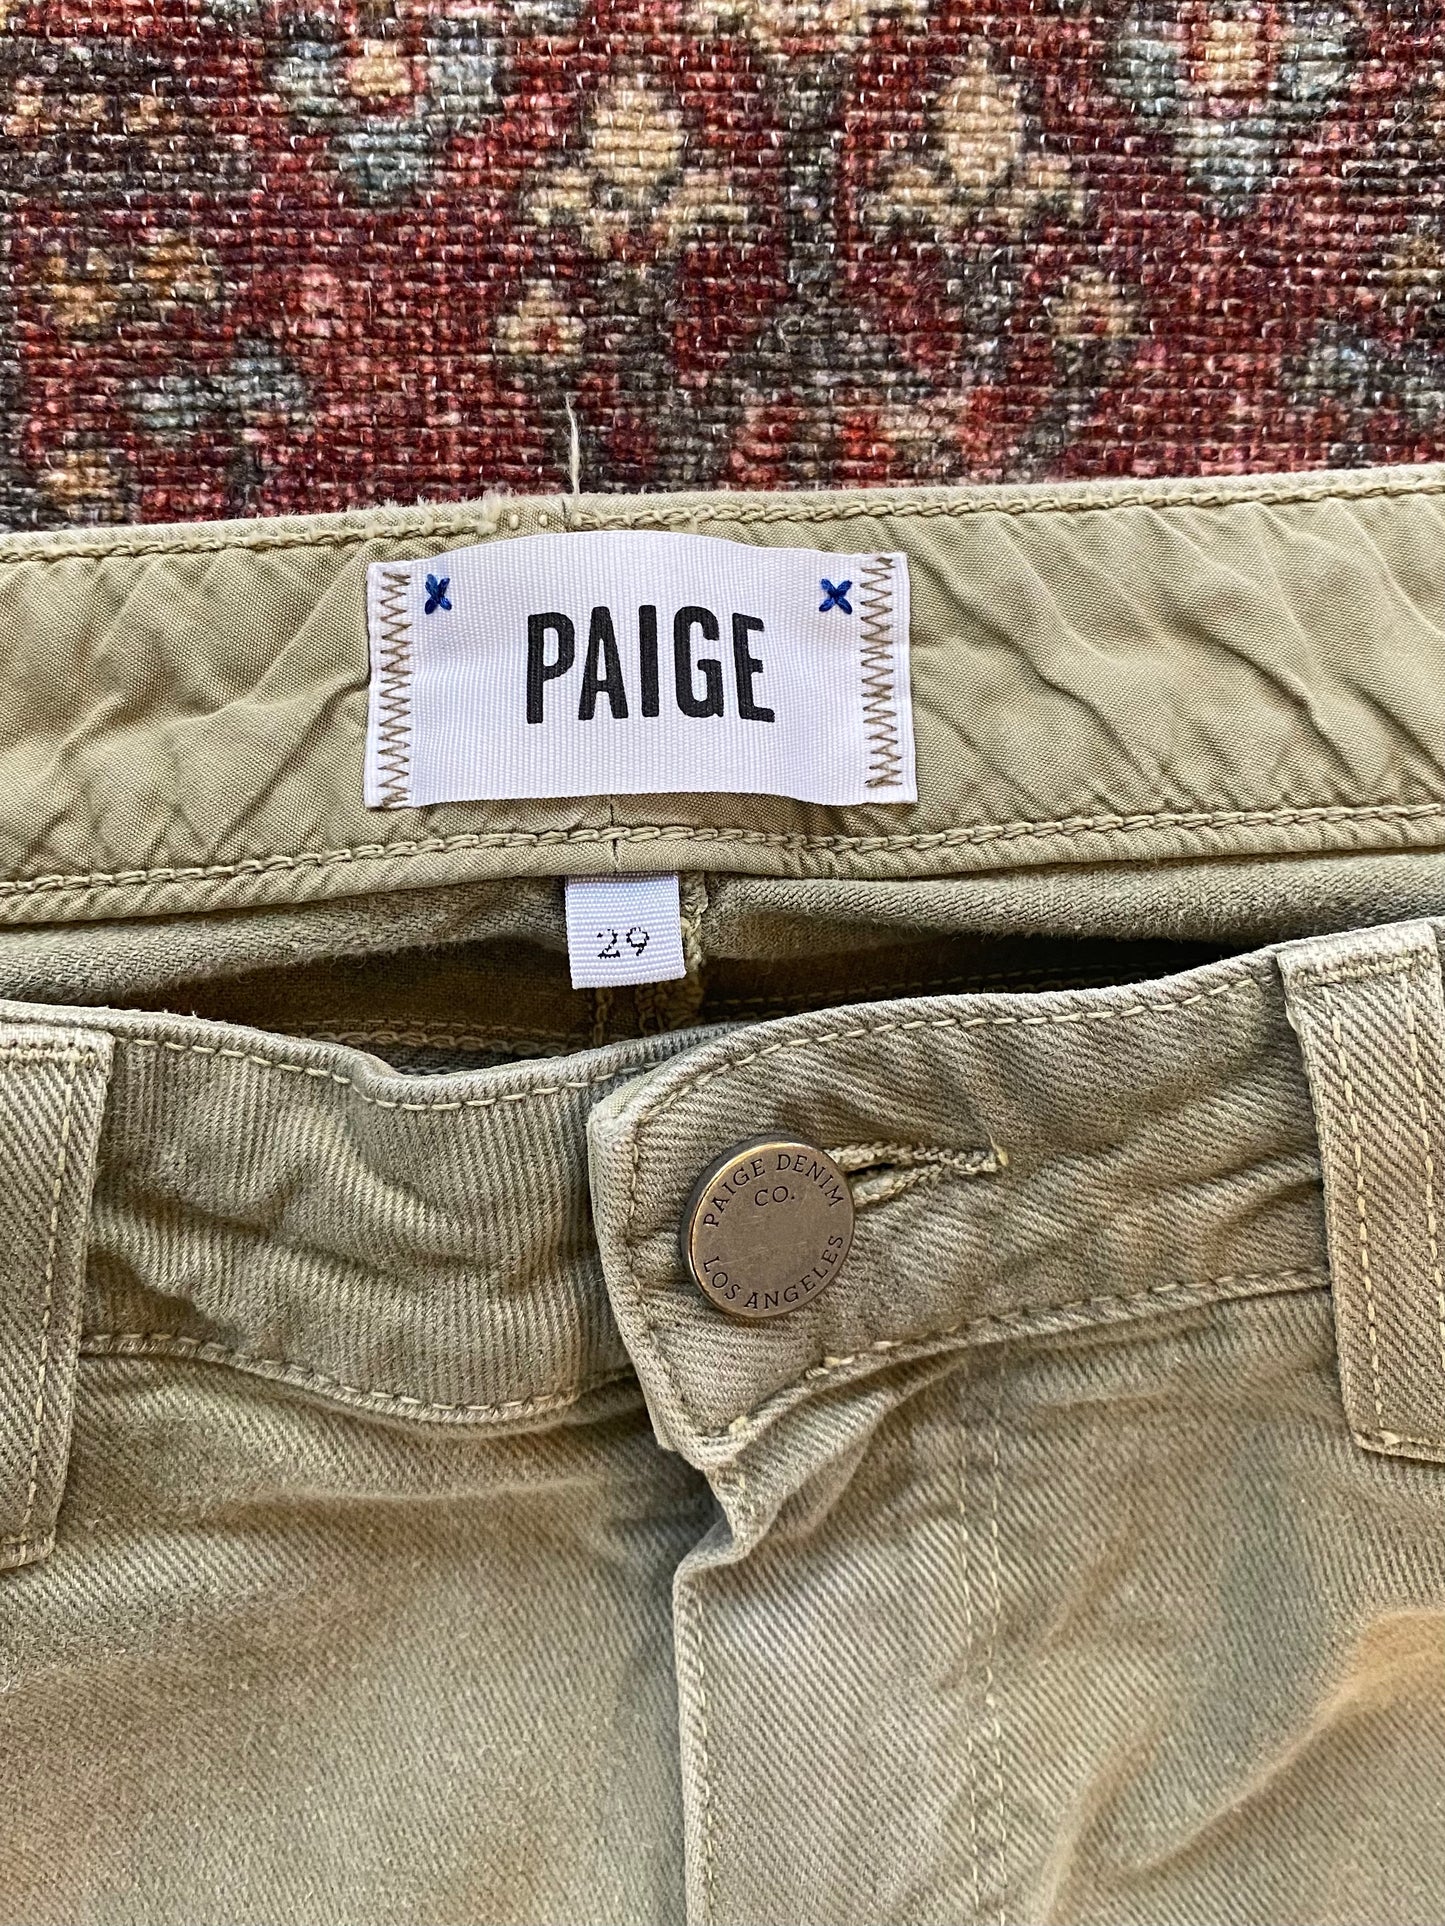 PAIGE
29
PAIGE DENIM
CO.
LOS ANGELES